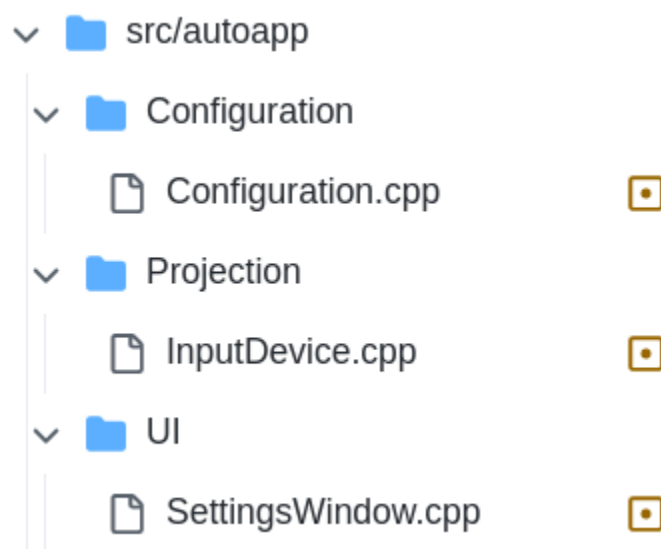 src/autoapp
Configuration
Configuration.cpp
Projection
InputDevice.cpp
UI
SettingsWindow.cpp